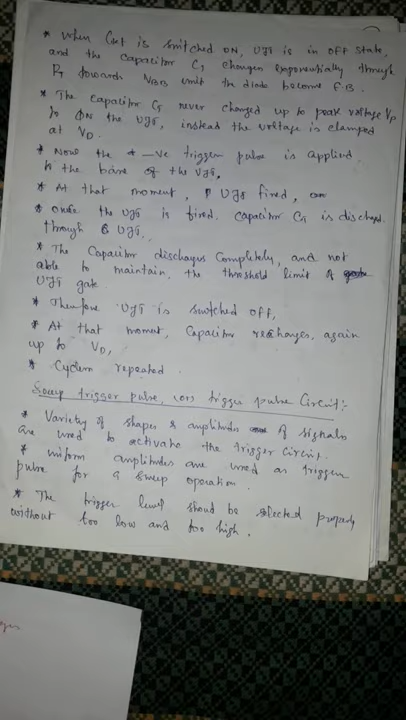 * when Cut is switched ON, UJT is in OFF state,
and the Capacitor C, changes exponentially through
R, towards VBB until the diode become F.B.
* The capacitor CT never changed up to peak voltage Vp
to ON the UJT, instead the voltage is clamped
at VD.
* Now the -ve trigger pulse is applied
to the base of the UJT,
* At that moment, UJT fired,
* once the UJT is fired. capacitor CT is discharged
through UJT,
* The Capacitor discharges Completely, and not
able to maintain the threshold limit of
UJT gate
* Therefore UJT is switched OFF,
* At that moment, Capacitor recharges, again
up to VD,
* Cycle repeated.
Sweep trigger pulse, (or) trigger pulse Circuit:-
* Variety of shapes & amplitudes of signals
are used to activate the trigger circuit.
* uniform amplitudes are used as trigger
pulse for a sweep operation.
* The trigger level should be selected properly
without too low and too high.